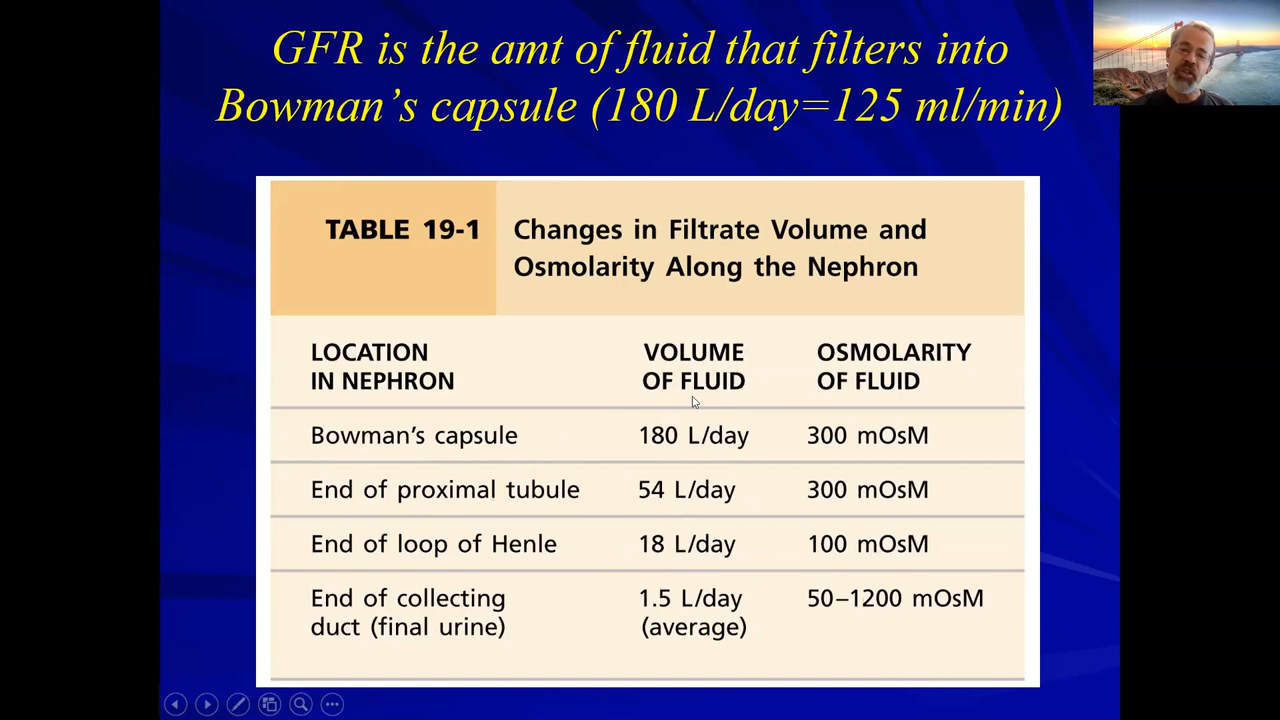 GFR is the amt of fluid that filters into
Bowman's capsule (180 L/day=125 ml/min)
TABLE 19-1
Changes in Filtrate Volume and
Osmolarity Along the Nephron
LOCATION
IN NEPHRON
VOLUME
OF FLUID
OSMOLARITY
OF FLUID
Bowman's capsule 180 L/day 300 mOsM
End of proximal tubule 54 L/day 300 mOsM
End of loop of Henle 18 L/day 100 mOsM
End of collecting 1.5 L/day 50–1200 mOsM
duct (final urine) (average)